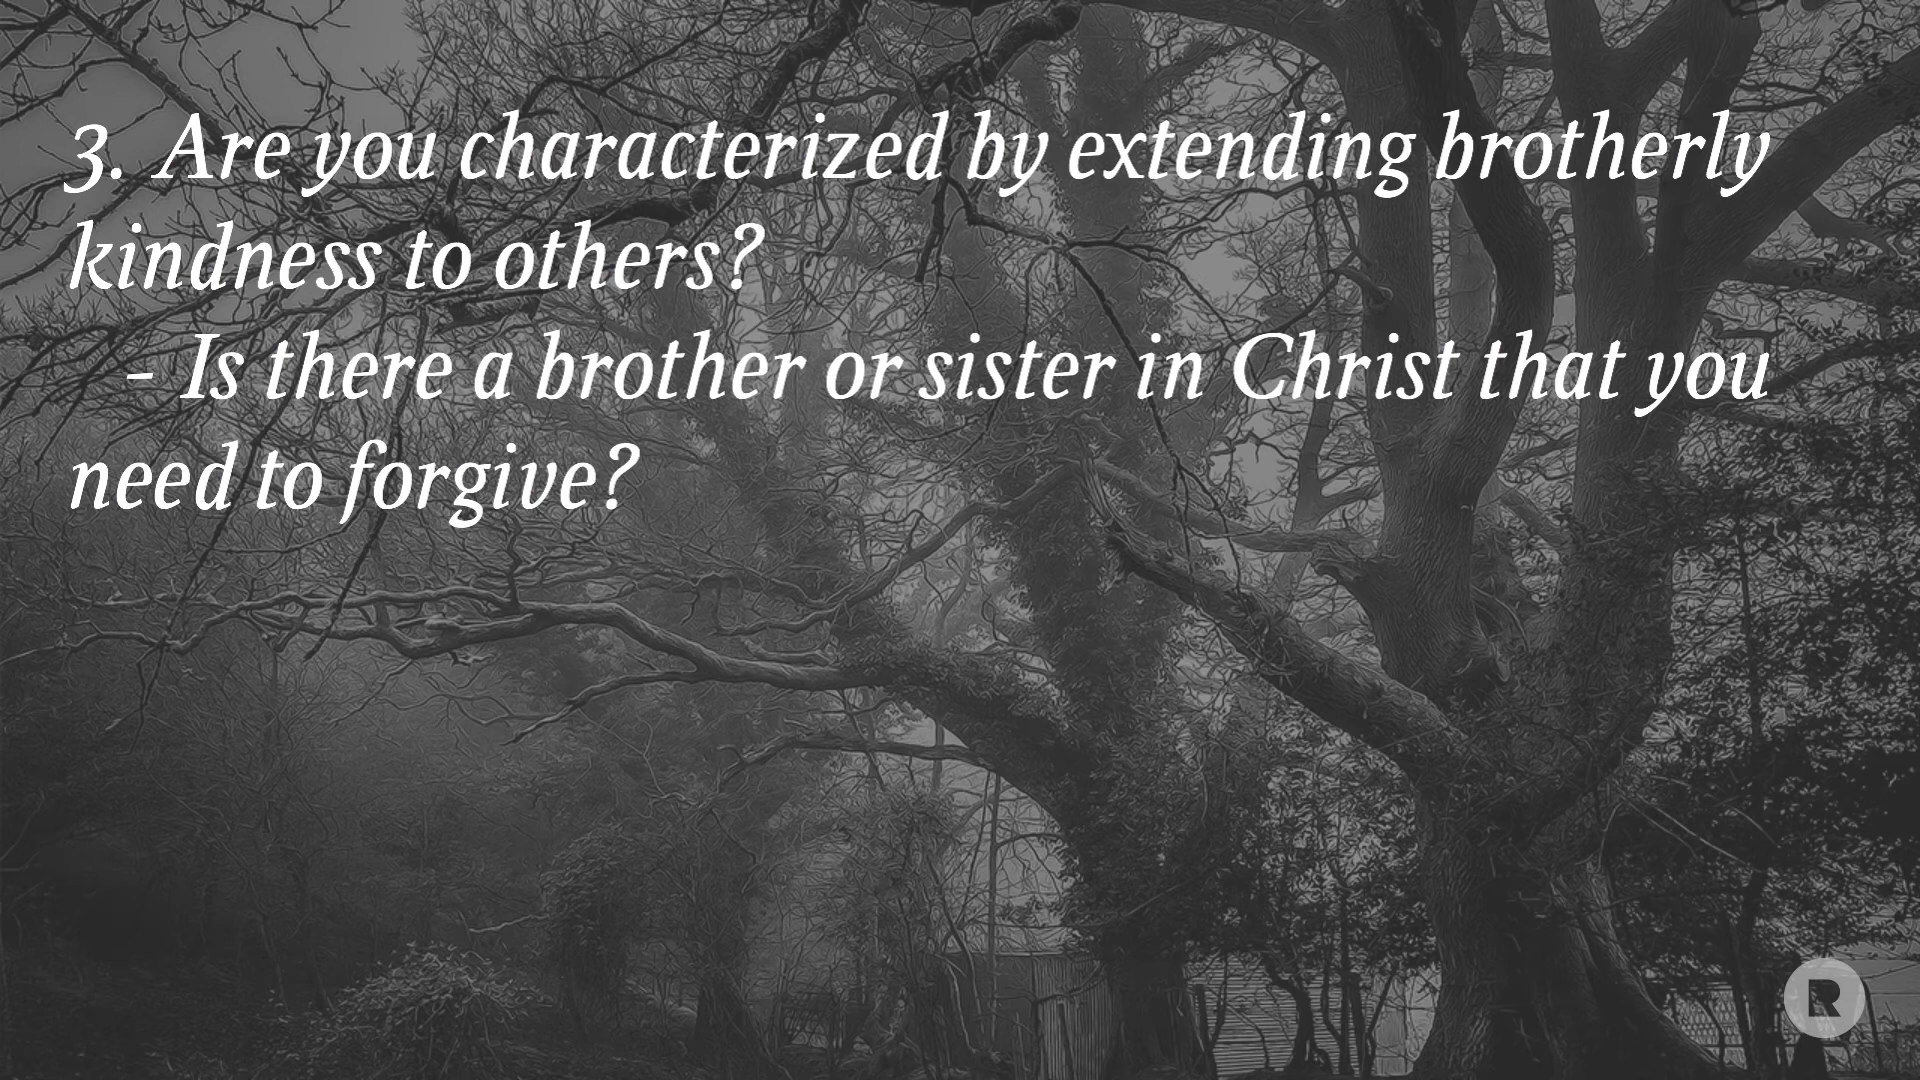 3. Are you characterized by extending brotherly
kindness to others?
- Is there a brother or sister in Christ that you
need to forgive?
R